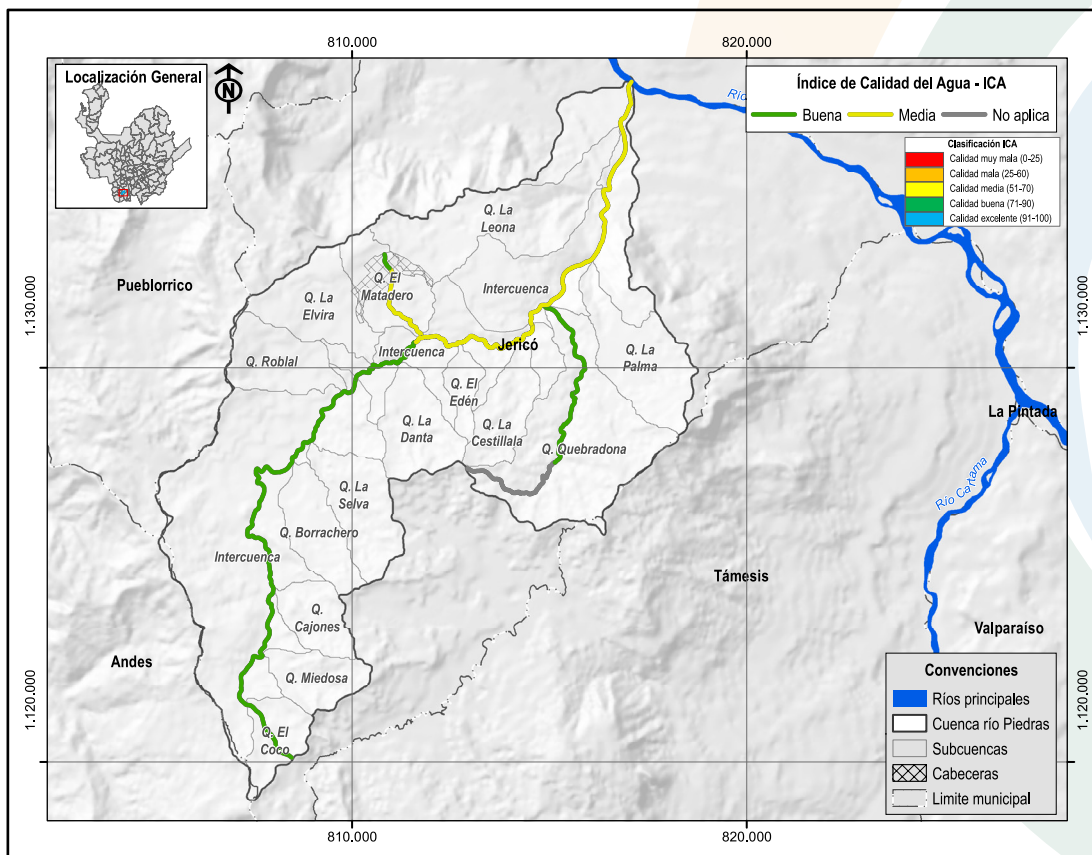 810.000
820.000
Localización General
N
Río
Índice de Calidad del Agua - ICA
Buena
Media
No aplica
Clasificación ICA
Calidad muy mala (0-25)
Calidad mala (25-60)
Calidad media (51-70)
Calidad buena (71-90)
Calidad excelente (91-100)
Q. La
Leona
Pueblorrico
Q. El
Matadero
Q. La
Elvira
Intercuenca
1.130.000
1.130.000
Jericó
Intercuenca
Q. Roblal
Q. La
Palma
Q. El
Edén
Q. La
Danta
Q. La
Cestillala
La Pintada
Q. Quebradona
Río Cartama
Q. La
Selva
Q. Borrachero
Intercuenca
Támesis
Q.
Cajones
Valparaíso
Andes
Q. Miedosa
1.120.000
1.120.000
Q. El
Coco
Convenciones
Ríos principales
Cuenca río Piedras
Subcuencas
Cabeceras
Limite municipal
810.000
820.000